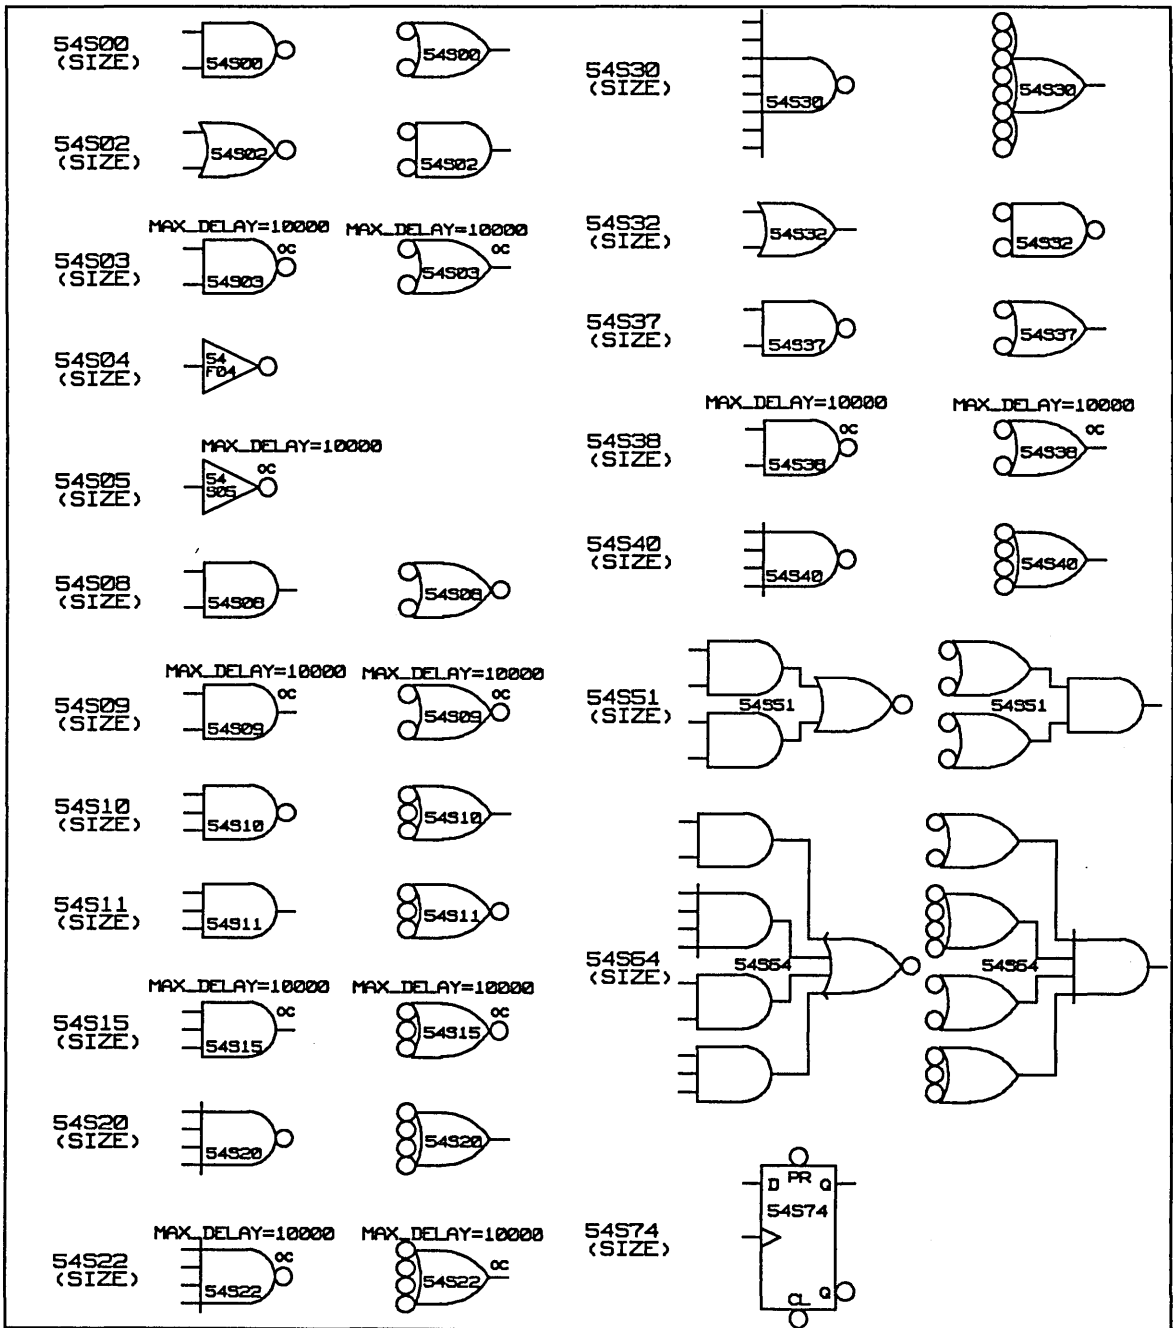 54S00
(SIZE)
54S00
54S00
54S02
(SIZE)
54S02
54S02
MAX_DELAY=10000
MAX_DELAY=10000
54S03
(SIZE)
OC
54S03
OC
54S03
54S04
(SIZE)
54
F04
MAX_DELAY=10000
54S05
(SIZE)
OC
54
S05
54S08
(SIZE)
54S08
54S08
MAX_DELAY=10000
MAX_DELAY=10000
54S09
(SIZE)
OC
54S09
OC
54S09
54S10
(SIZE)
54S10
54S10
54S11
(SIZE)
54S11
54S11
MAX_DELAY=10000
MAX_DELAY=10000
54S15
(SIZE)
OC
54S15
OC
54S15
54S20
(SIZE)
54S20
54S20
MAX_DELAY=10000
MAX_DELAY=10000
54S22
(SIZE)
OC
54S22
OC
54S22
54S30
(SIZE)
54S30
54S30
54S32
(SIZE)
54S32
54S32
54S37
(SIZE)
54S37
54S37
MAX_DELAY=10000
MAX_DELAY=10000
54S38
(SIZE)
OC
54S38
OC
54S38
54S40
(SIZE)
54S40
54S40
54S51
(SIZE)
54S51
54S51
54S64
(SIZE)
54S64
54S64
54S74
(SIZE)
PR
D
Q
54S74
Q
CL